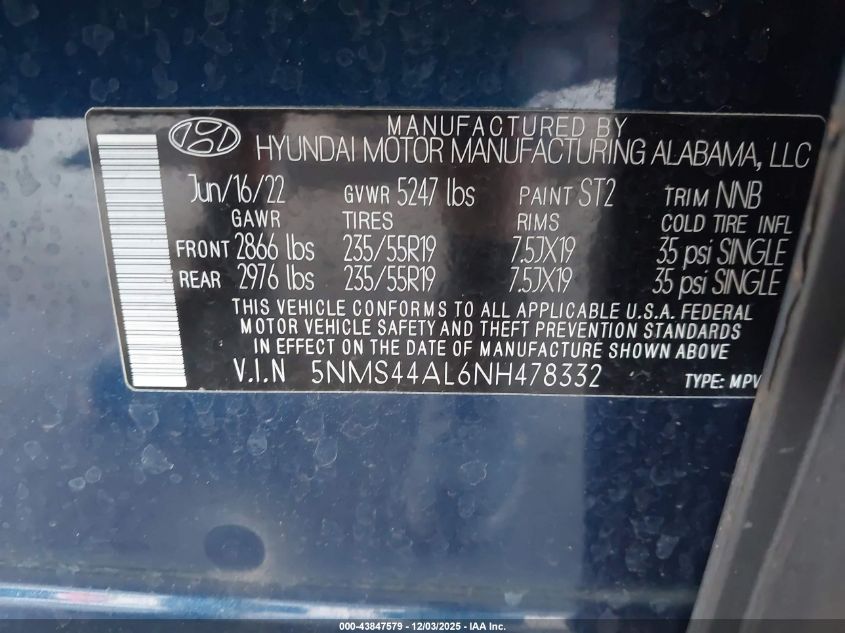 MANUFACTURED BY
HYUNDAI MOTOR MANUFACTURING ALABAMA, LLC
Jun/16/22 GVWR 5247 lbs PAINT ST2 TRIM NNB
GAWR TIRES RIMS COLD TIRE INFL
FRONT 2866 lbs 235/55R19 7.5JX19 35 psi SINGLE
REAR 2976 lbs 235/55R19 7.5JX19 35 psi SINGLE
THIS VEHICLE CONFORMS TO ALL APPLICABLE U.S.A. FEDERAL
MOTOR VEHICLE SAFETY AND THEFT PREVENTION STANDARDS
IN EFFECT ON THE DATE OF MANUFACTURE SHOWN ABOVE
V.I.N 5NMS44AL6NH478332 TYPE: MPV
000-43847579 - 12/03/2025 - IAA Inc.